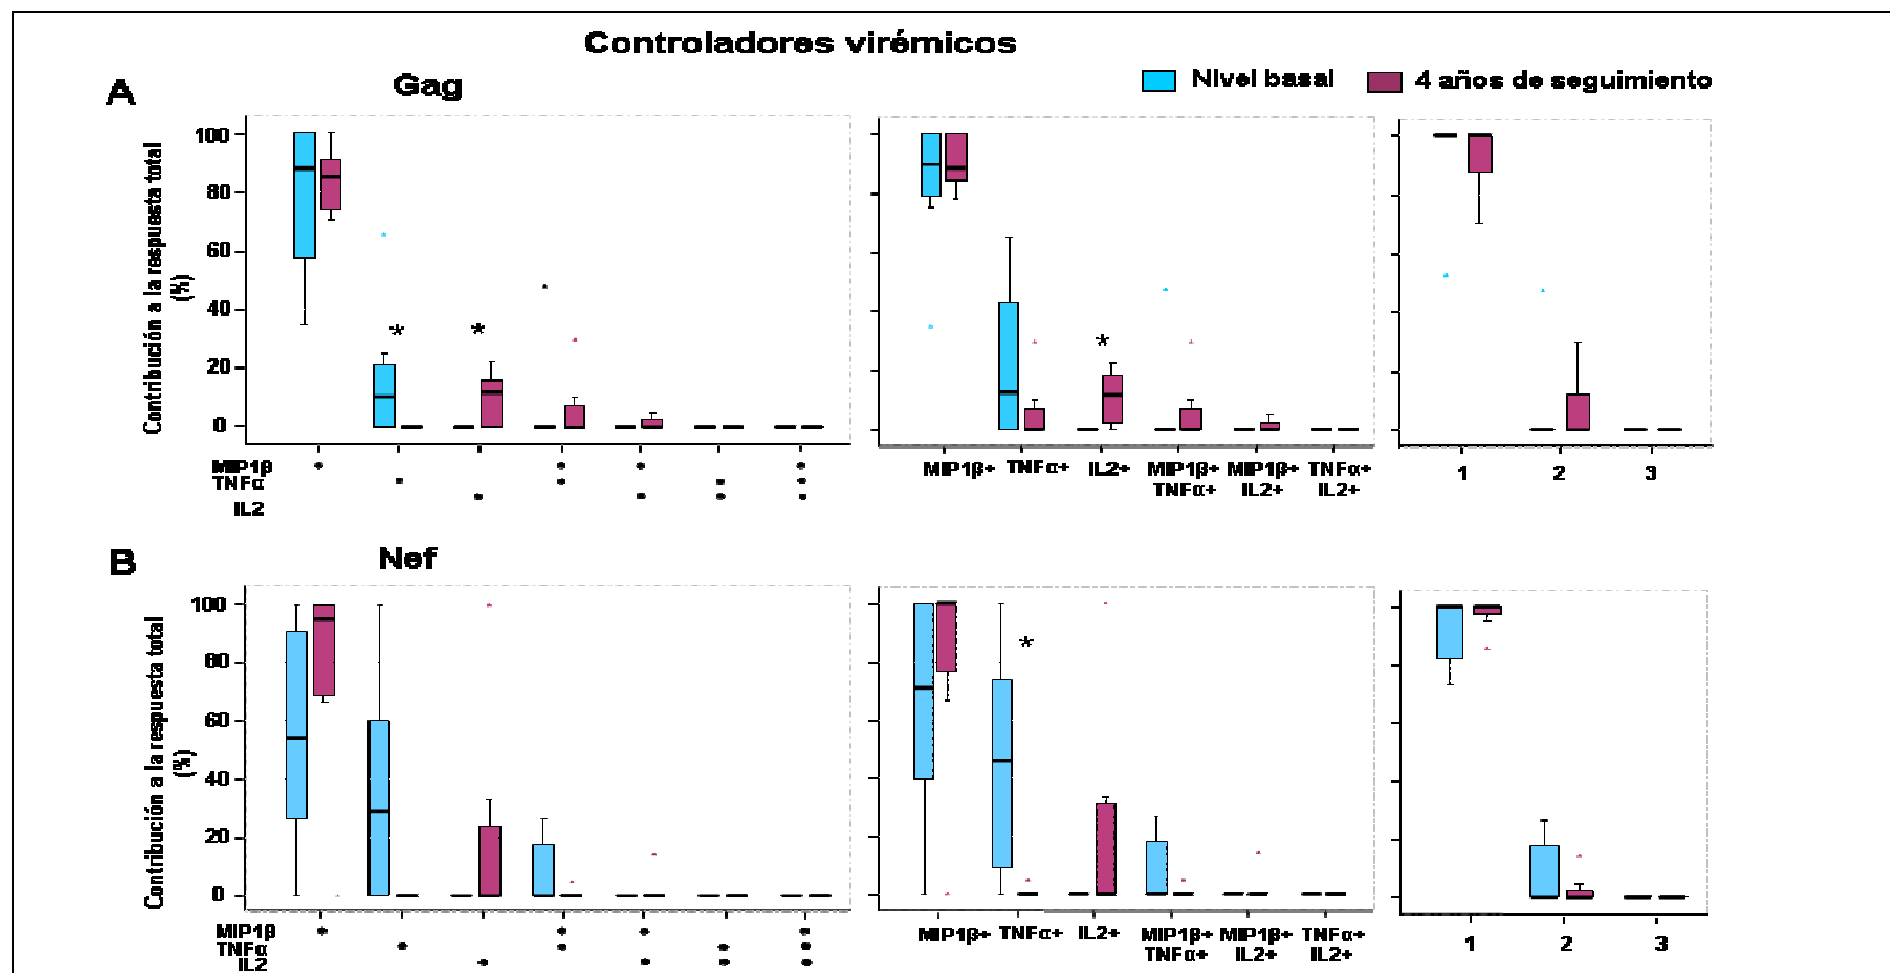 Controladores virémicos
A
Gag
Nivel basal
4 años de seguimiento
Contribución a la respuesta total
(%)
100
80
60
40
20
0
MIP1β
TNFα
IL2
MIP1β+ TNFα+ IL2+ MIP1β+ MIP1β+ TNFα+
TNFα+ IL2+ IL2+
1 2 3
* * *
B
Nef
Contribución a la respuesta total
(%)
100
80
60
40
20
0
MIP1β
TNFα
IL2
*
MIP1β+ TNFα+ IL2+ MIP1β+ MIP1β+ TNFα+
TNFα+ IL2+ IL2+
1 2 3